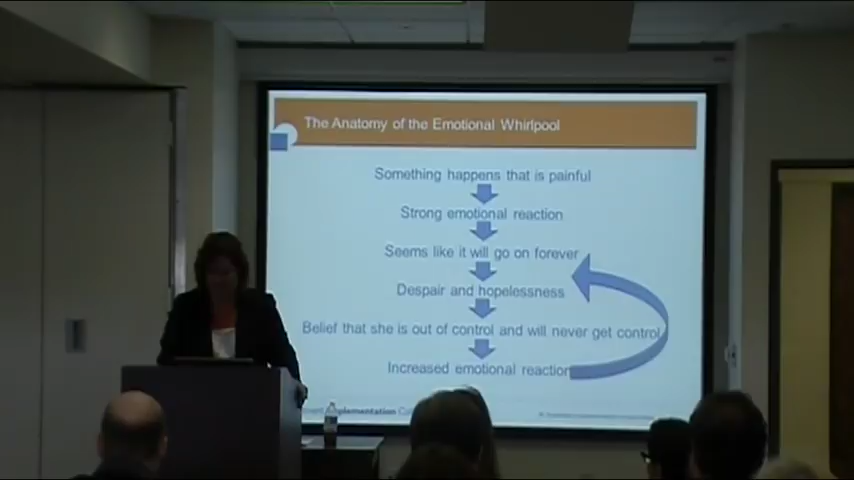 The Anatomy of the Emotional Whirlpool
Something happens that is painful
Strong emotional reaction
Seems like it will go on forever
Despair and hopelessness
Belief that she is out of control and will never get control
Increased emotional reaction
Implementation